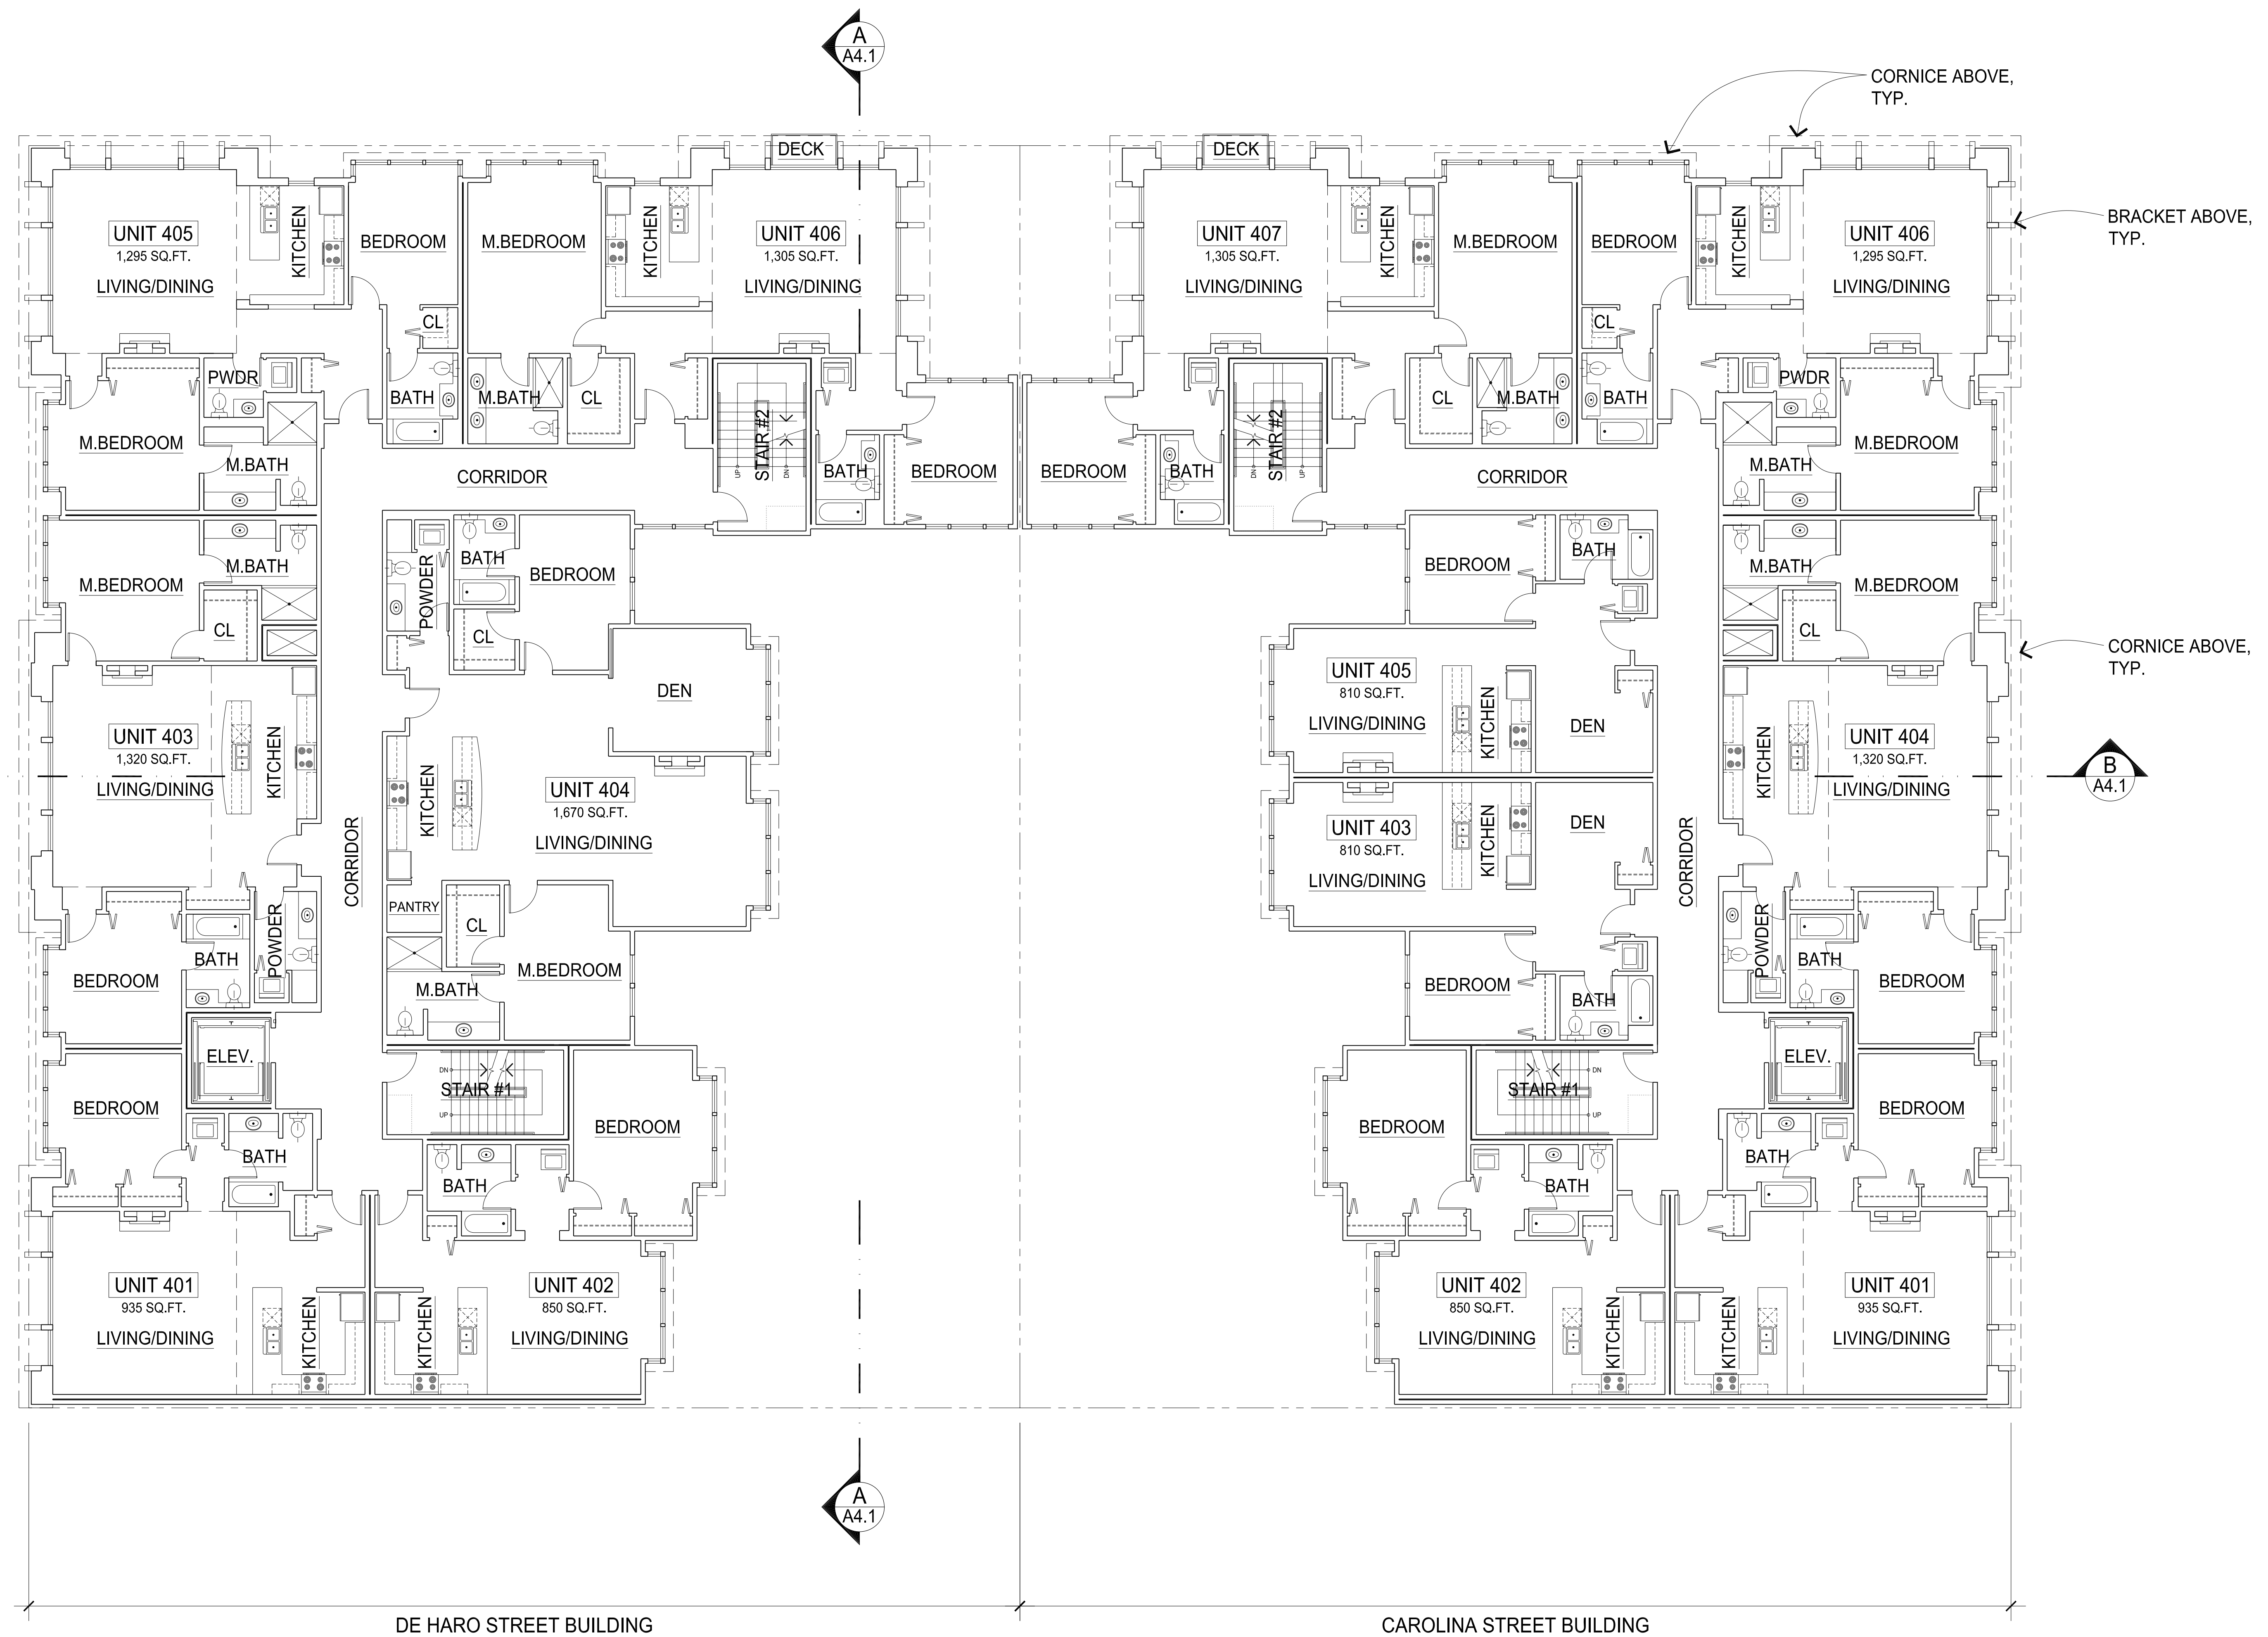 A
A4.1
CORNICE ABOVE,
TYP.
DECK
DECK
BRACKET ABOVE,
TYP.
UNIT 405
1,295 SQ.FT.
LIVING/DINING
KITCHEN
BEDROOM
M.BEDROOM
KITCHEN
UNIT 406
1,305 SQ.FT.
LIVING/DINING
UNIT 407
1,305 SQ.FT.
LIVING/DINING
KITCHEN
M.BEDROOM
BEDROOM
KITCHEN
UNIT 406
1,295 SQ.FT.
LIVING/DINING
CL
CL
PWDR
BATH
M.BATH
CL
STAIR #2
UP
DN
STAIR #2
DN
UP
CL
M.BATH
BATH
PWDR
M.BEDROOM
M.BATH
CORRIDOR
BATH
BEDROOM
BEDROOM
BATH
CORRIDOR
M.BATH
M.BEDROOM
M.BEDROOM
M.BATH
CL
POWDER
BATH
BEDROOM
CL
BEDROOM
BATH
M.BATH
M.BEDROOM
CL
CORNICE ABOVE,
TYP.
DEN
UNIT 405
810 SQ.FT.
LIVING/DINING
KITCHEN
DEN
UNIT 403
1,320 SQ.FT.
LIVING/DINING
KITCHEN
KITCHEN
UNIT 404
1,670 SQ.FT.
LIVING/DINING
UNIT 403
810 SQ.FT.
LIVING/DINING
KITCHEN
DEN
KITCHEN
UNIT 404
1,320 SQ.FT.
LIVING/DINING
B
A4.1
CORRIDOR
CORRIDOR
PANTRY
CL
POWDER
BATH
BEDROOM
M.BEDROOM
M.BATH
BEDROOM
BATH
POWDER
BATH
BEDROOM
ELEV.
DN
STAIR #1
UP
DN
STAIR #1
UP
ELEV.
BEDROOM
BEDROOM
BEDROOM
BEDROOM
BATH
BATH
BATH
BATH
UNIT 401
935 SQ.FT.
LIVING/DINING
KITCHEN
KITCHEN
UNIT 402
850 SQ.FT.
LIVING/DINING
UNIT 402
850 SQ.FT.
LIVING/DINING
KITCHEN
KITCHEN
UNIT 401
935 SQ.FT.
LIVING/DINING
A
A4.1
DE HARO STREET BUILDING
CAROLINA STREET BUILDING